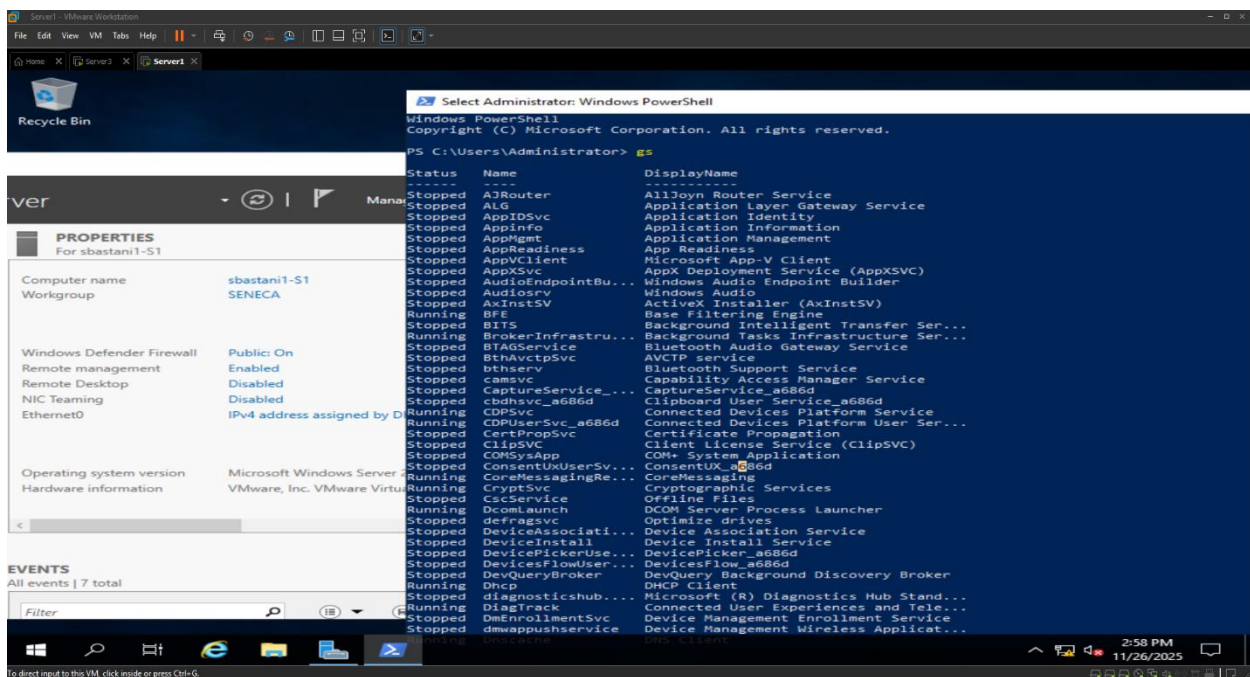 Server1 - VMware Workstation
File Edit View VM Tabs Help
Home Server3 Server1
Recycle Bin
Select Administrator: Windows PowerShell
Windows PowerShell
Copyright (C) Microsoft Corporation. All rights reserved.
PS C:\Users\Administrator> gs
Status Name DisplayName
------ ---- -----------
Stopped AJRouter AllJoyn Router Service
Stopped ALG Application Layer Gateway Service
Stopped AppIDSvc Application Identity
Stopped Appinfo Application Information
Stopped AppMgmt Application Management
Stopped AppReadiness App Readiness
Stopped AppVClient Microsoft App-V Client
Stopped AppXSvc AppX Deployment Service (AppXSVC)
Stopped AudioEndpointBu... Windows Audio Endpoint Builder
Stopped Audiosrv Windows Audio
Stopped AxInstSV ActiveX Installer (AxInstSV)
Running BFE Base Filtering Engine
Stopped BITS Background Intelligent Transfer Ser...
Running BrokerInfrastru... Background Tasks Infrastructure Ser...
Stopped BTAGService Bluetooth Audio Gateway Service
Stopped BthAvctpSvc AVCTP service
Stopped bthserv Bluetooth Support Service
Stopped camsvc Capability Access Manager Service
Stopped CaptureService_... CaptureService_a686d
Stopped cbdhsvc_a686d Clipboard User Service_a686d
Running CDPSvc Connected Devices Platform Service
Running CDPUserSvc_a686d Connected Devices Platform User Ser...
Stopped CertPropSvc Certificate Propagation
Stopped ClipSVC Client License Service (ClipSVC)
Stopped COMSysApp COM+ System Application
Stopped ConsentUxUserSv... ConsentUX_a686d
Running CoreMessagingRe... CoreMessaging
Running CryptSvc Cryptographic Services
Stopped CscService Offline Files
Running DcomLaunch DCOM Server Process Launcher
Stopped defragsvc Optimize drives
Stopped DeviceAssociati... Device Association Service
Stopped DeviceInstall Device Install Service
Stopped DevicePickerUse... DevicePicker_a686d
Stopped DevicesFlowUser... DevicesFlow_a686d
Stopped DevQueryBroker DevQuery Background Discovery Broker
Running Dhcp DHCP Client
Stopped diagnosticshub.... Microsoft (R) Diagnostics Hub Stand...
Running DiagTrack Connected User Experiences and Tele...
Stopped DmEnrollmentSvc Device Management Enrollment Service
Stopped dmwappushservice Device Management Wireless Applicat...
Running Dnscache DNS Client
ver Manag
PROPERTIES
For sbastani1-S1
Computer name sbastani1-S1
Workgroup SENECA
Windows Defender Firewall Public: On
Remote management Enabled
Remote Desktop Disabled
NIC Teaming Disabled
Ethernet0 IPv4 address assigned by D
Operating system version Microsoft Windows Server 2
Hardware information VMware, Inc. VMware Virtua
EVENTS
All events | 7 total
Filter
2:58 PM
11/26/2025
To direct input to this VM, click inside or press Ctrl+G.